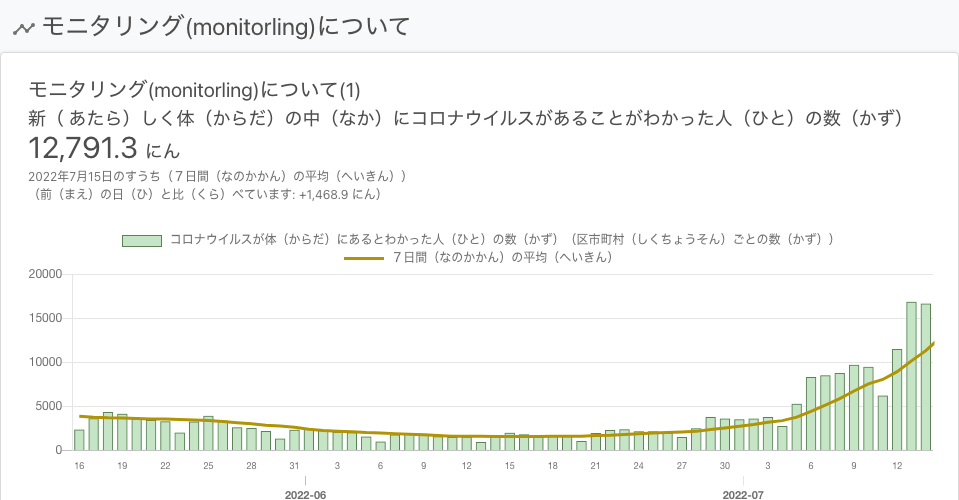 モニタリング(monitorling)について
モニタリング(monitorling)について(1)
新（ あたら）しく体（からだ）の中（なか）にコロナウイルスがあることがわかった人（ひと）の数（かず）
12,791.3 にん
2022年7月15日のすうち（７日間（なのかかん）の平均（へいきん））
（前（まえ）の日（ひ）と比（くら）べています: +1,468.9 にん）
コロナウイルスが体（からだ）にあるとわかった人（ひと）の数（かず）（区市町村（しくちょうそん）ごとの数（かず））
７日間（なのかかん）の平均（へいきん）
20000
15000
10000
5000
0
16 19 22 25 28 31 3 6 9 12 15 18 21 24 27 30 3 6 9 12
2022-06 2022-07